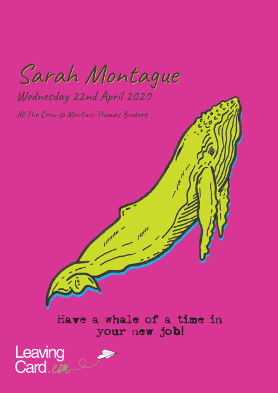 Sarah Montague
Wednesday 22nd April 2020
All The Crew @ Martins-Thomas Brokers
Have a whale of a time in
your new job!
Leaving
Card.com